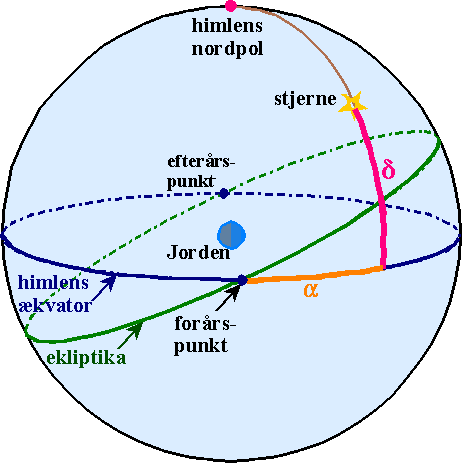 himlens
nordpol
stjerne
efterårs-
punkt
δ
Jorden
himlens
ækvator
α
forårs-
punkt
ekliptika